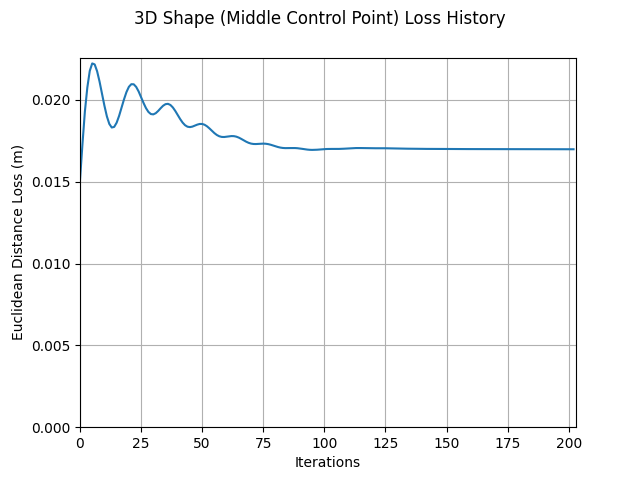 3D Shape (Middle Control Point) Loss History
Euclidean Distance Loss (m)
0.020
0.015
0.010
0.005
0.000
0 25 50 75 100 125 150 175 200
Iterations